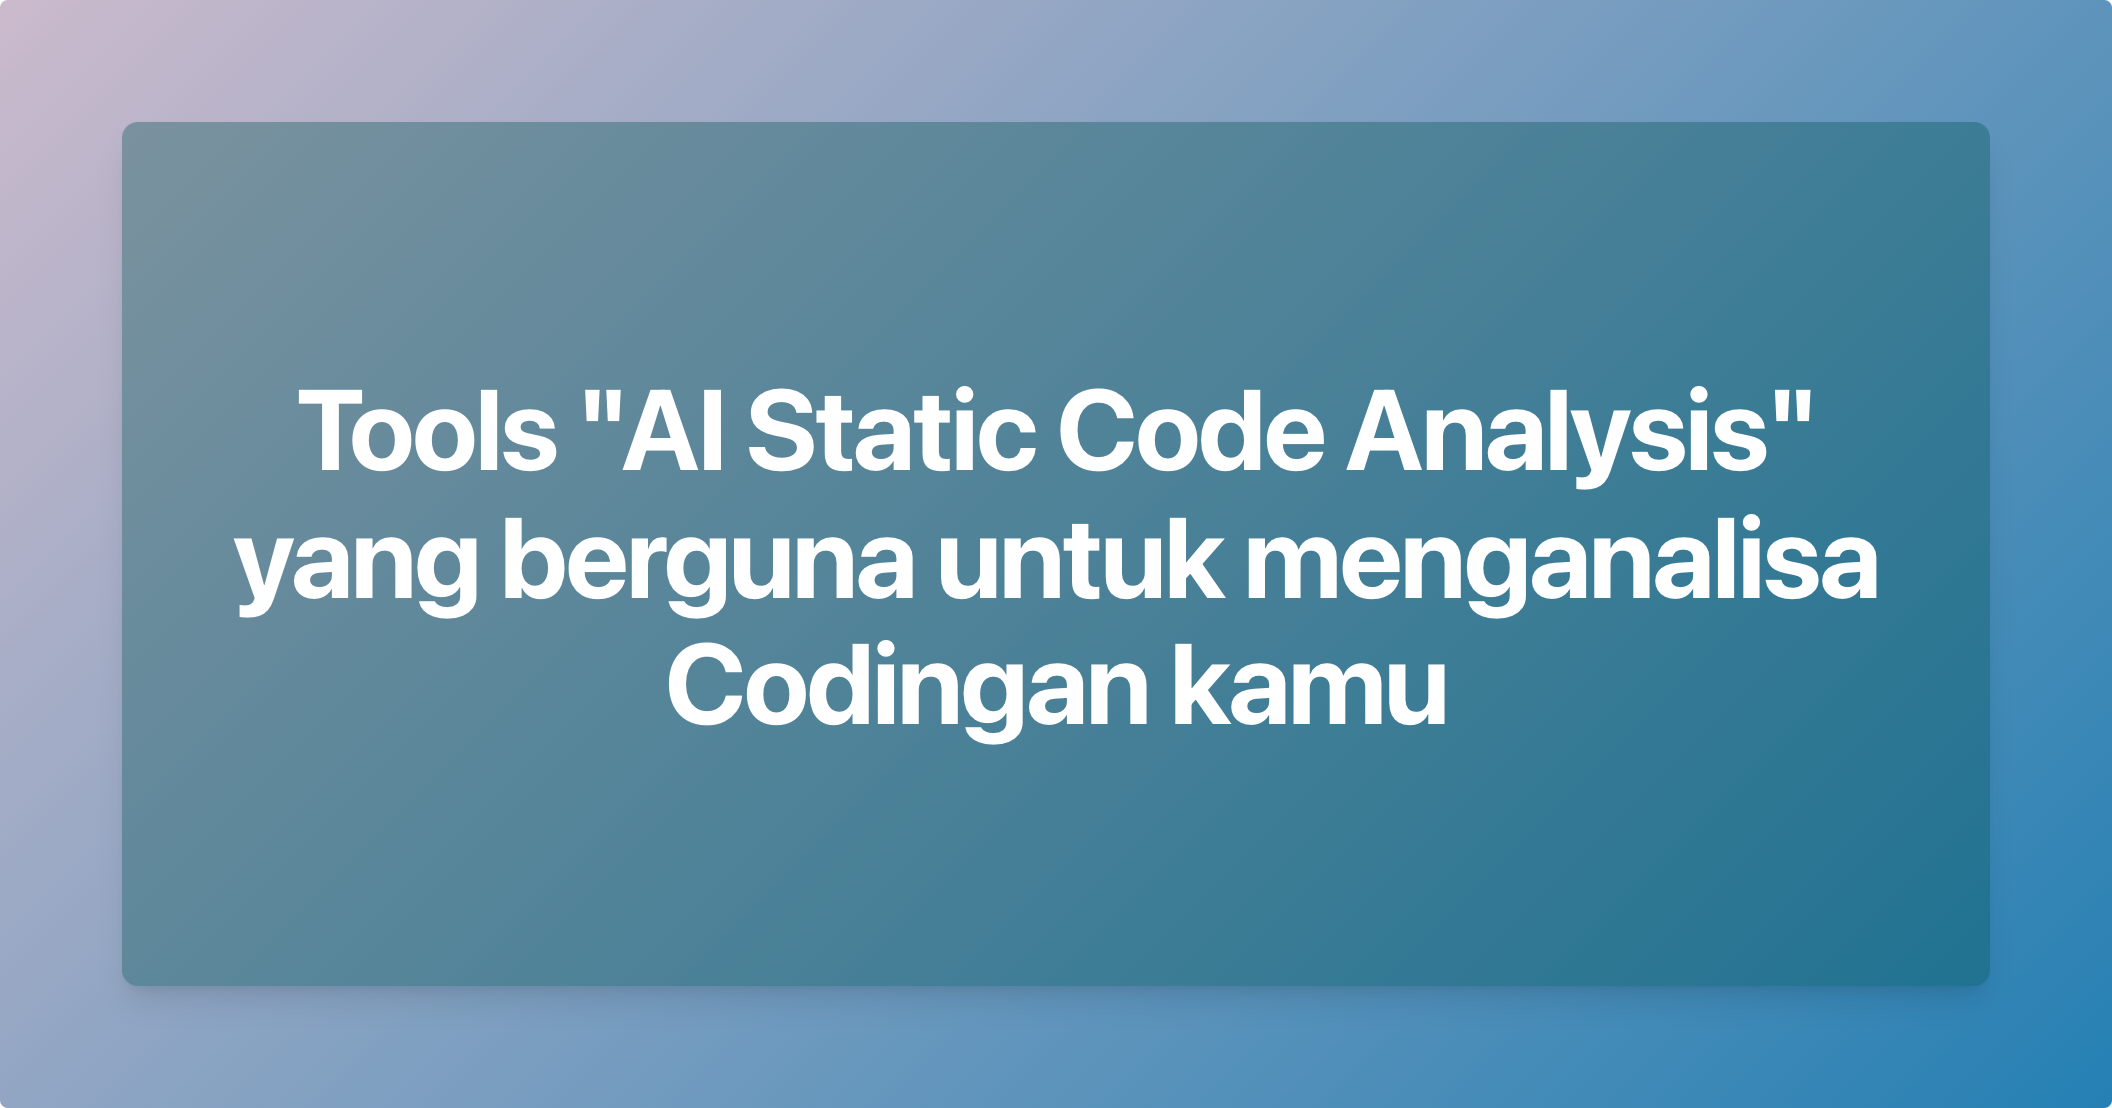 Tools "AI Static Code Analysis"
yang berguna untuk menganalisa
Codingan kamu